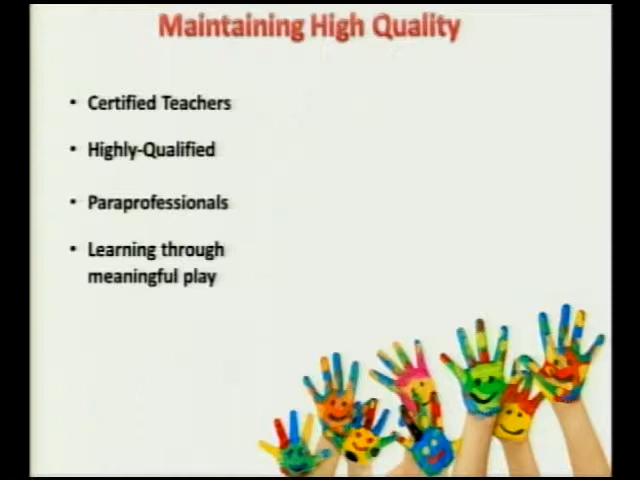 Maintaining High Quality
• Certified Teachers
• Highly-Qualified
• Paraprofessionals
• Learning through
meaningful play